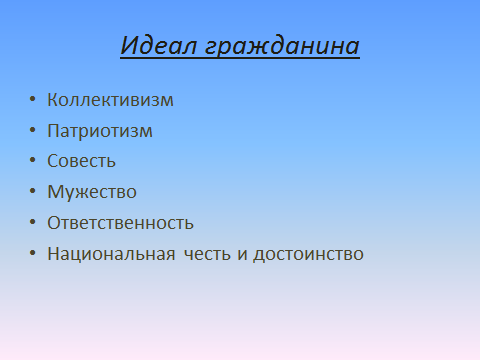 Идеал гражданина
• Коллективизм
• Патриотизм
• Совесть
• Мужество
• Ответственность
• Национальная честь и достоинство